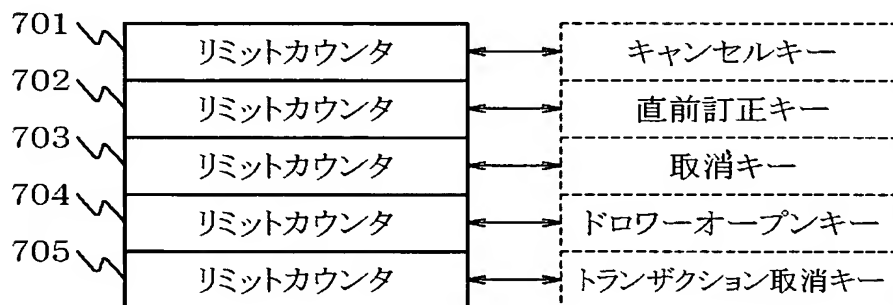 701 リミットカウンタ キャンセルキー
702 リミットカウンタ 直前訂正キー
703 リミットカウンタ 取消キー
704 リミットカウンタ ドロワーオープンキー
705 リミットカウンタ トランザクション取消キー